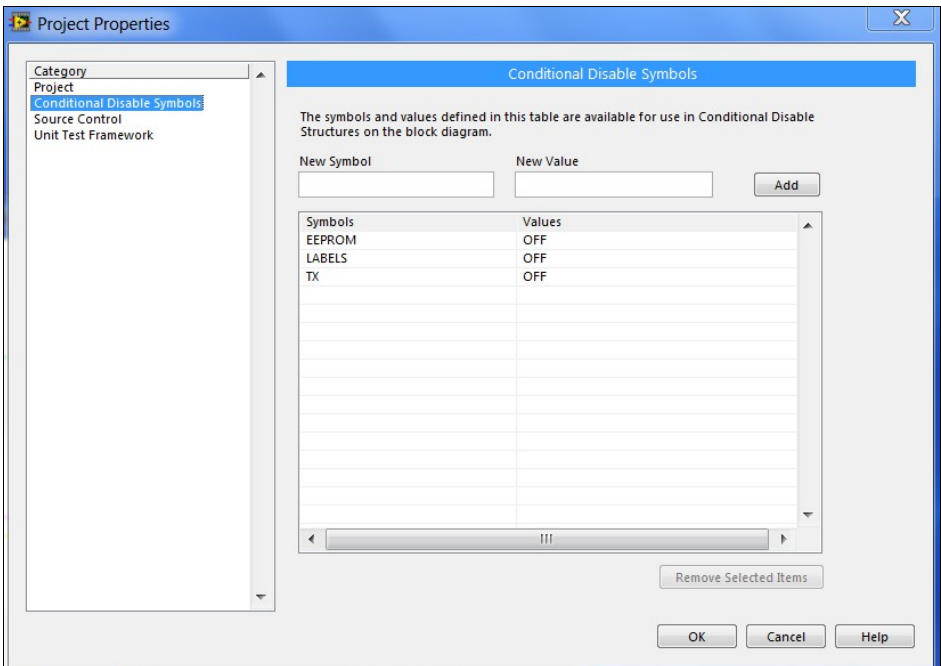 Project Properties
X
Category
Project
Conditional Disable Symbols
Source Control
Unit Test Framework
Conditional Disable Symbols
The symbols and values defined in this table are available for use in Conditional Disable
Structures on the block diagram.
New Symbol New Value
Add
Symbols Values
EEPROM OFF
LABELS OFF
TX OFF
Remove Selected Items
OK Cancel Help